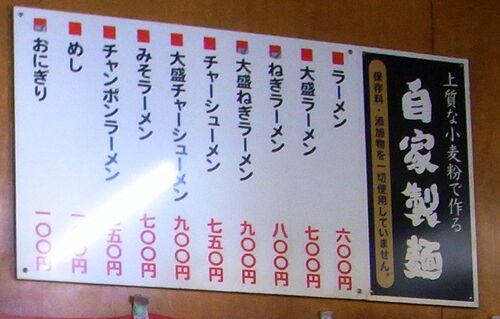 上質な小麦粉で作る
自家製麺
保存料・添加物を一切使用していません。
ラーメン 六〇〇円
大盛ラーメン 七〇〇円
ねぎラーメン 八〇〇円
大盛ねぎラーメン 九〇〇円
チャーシューメン 七五〇円
大盛チャーシューメン 九〇〇円
みそラーメン 七〇〇円
チャンポンラーメン 七五〇円
めし 一〇〇円
おにぎり 一〇〇円